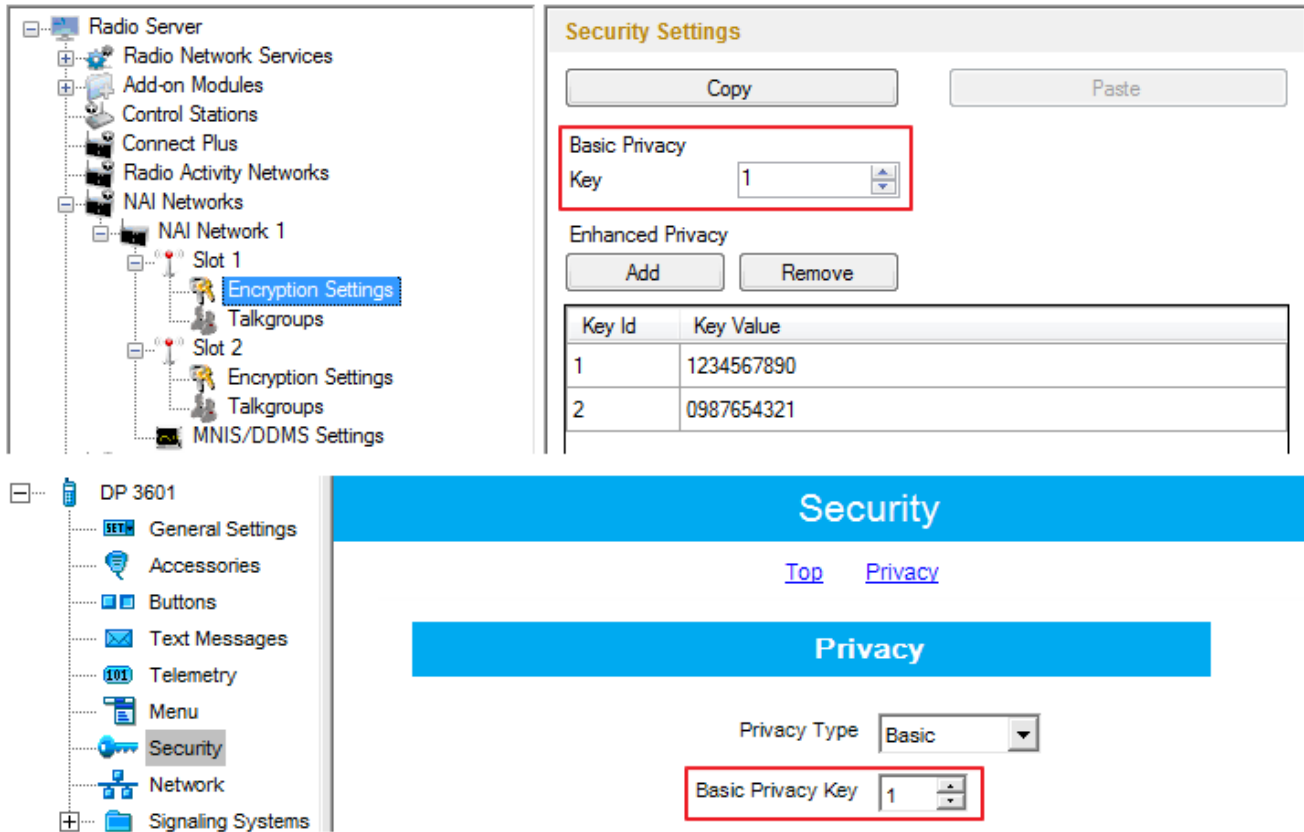 Radio Server
Radio Network Services
Add-on Modules
Control Stations
Connect Plus
Radio Activity Networks
NAI Networks
NAI Network 1
Slot 1
Encryption Settings
Talkgroups
Slot 2
Encryption Settings
Talkgroups
MNIS/DDMS Settings
Security Settings
Copy Paste
Basic Privacy
Key 1
Enhanced Privacy
Add Remove
Key Id Key Value
1 1234567890
2 0987654321
DP 3601
SET General Settings
Accessories
Buttons
Text Messages
101 Telemetry
Menu
Security
Network
Signaling Systems
Security
Top Privacy
Privacy
Privacy Type Basic
Basic Privacy Key 1